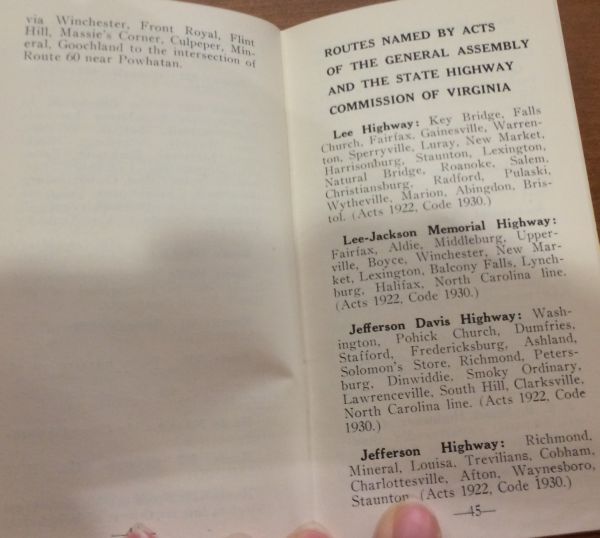 via Winchester, Front Royal, Flint
Hill, Massie's Corner, Culpeper, Min-
eral, Goochland to the intersection of
Route 60 near Powhatan.
ROUTES NAMED BY ACTS
OF THE GENERAL ASSEMBLY
AND THE STATE HIGHWAY
COMMISSION OF VIRGINIA
Lee Highway: Key Bridge, Falls
Church, Fairfax, Gainesville, Warren-
ton, Sperryville, Luray, New Market,
Harrisonburg, Staunton, Lexington,
Natural Bridge, Roanoke, Salem,
Christiansburg, Radford, Pulaski,
Wytheville, Marion, Abingdon, Bris-
tol. (Acts 1922, Code 1930.)
Lee-Jackson Memorial Highway:
Fairfax, Aldie, Middleburg, Upper-
ville, Boyce, Winchester, New Mar-
ket, Lexington, Balcony Falls, Lynch-
burg, Halifax, North Carolina line.
(Acts 1922, Code 1930.)
Jefferson Davis Highway: Wash-
ington, Pohick Church, Dumfries,
Stafford, Fredericksburg, Ashland,
Solomon's Store, Richmond, Peters-
burg, Dinwiddie, Smoky Ordinary,
Lawrenceville, South Hill, Clarksville,
North Carolina line. (Acts 1922, Code
1930.)
Jefferson Highway: Richmond,
Mineral, Louisa, Trevilians, Cobham,
Charlottesville, Afton, Waynesboro,
Staunton. (Acts 1922, Code 1930.)
—45—